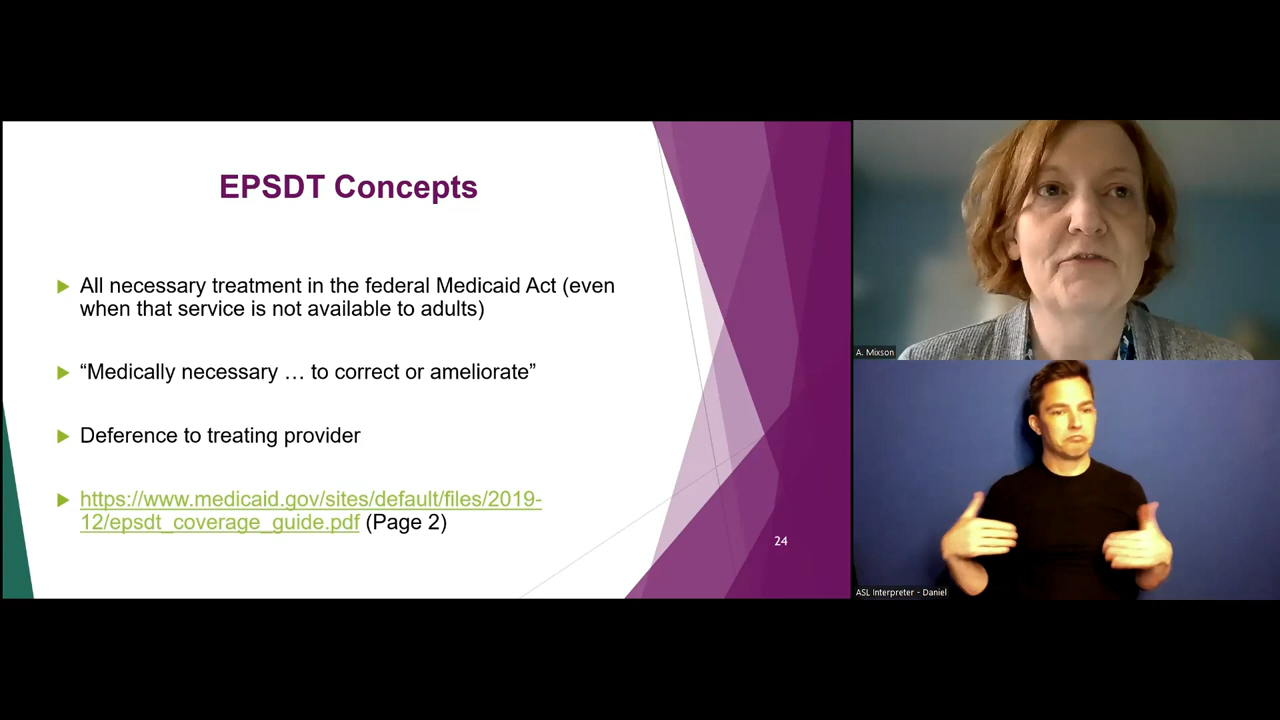 EPSDT Concepts
All necessary treatment in the federal Medicaid Act (even
when that service is not available to adults)
“Medically necessary … to correct or ameliorate”
Deference to treating provider
https://www.medicaid.gov/sites/default/files/2019-
12/epsdt_coverage_guide.pdf (Page 2)
24
A. Mixson
ASL Interpreter - Daniel